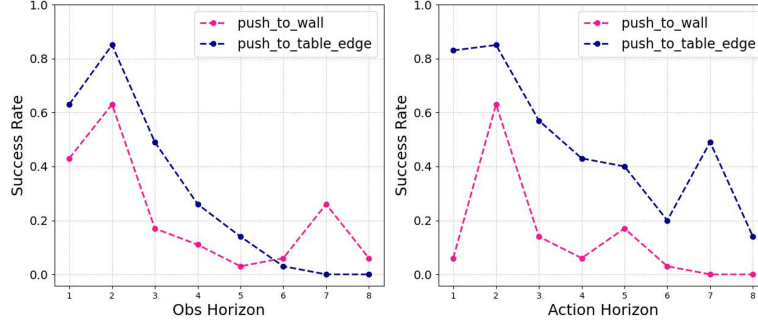 1.0
0.8
0.6
0.4
0.2
0.0
Success Rate
push_to_wall
push_to_table_edge
1 2 3 4 5 6 7 8
Obs Horizon
1.0
0.8
0.6
0.4
0.2
0.0
Success Rate
push_to_wall
push_to_table_edge
1 2 3 4 5 6 7 8
Action Horizon